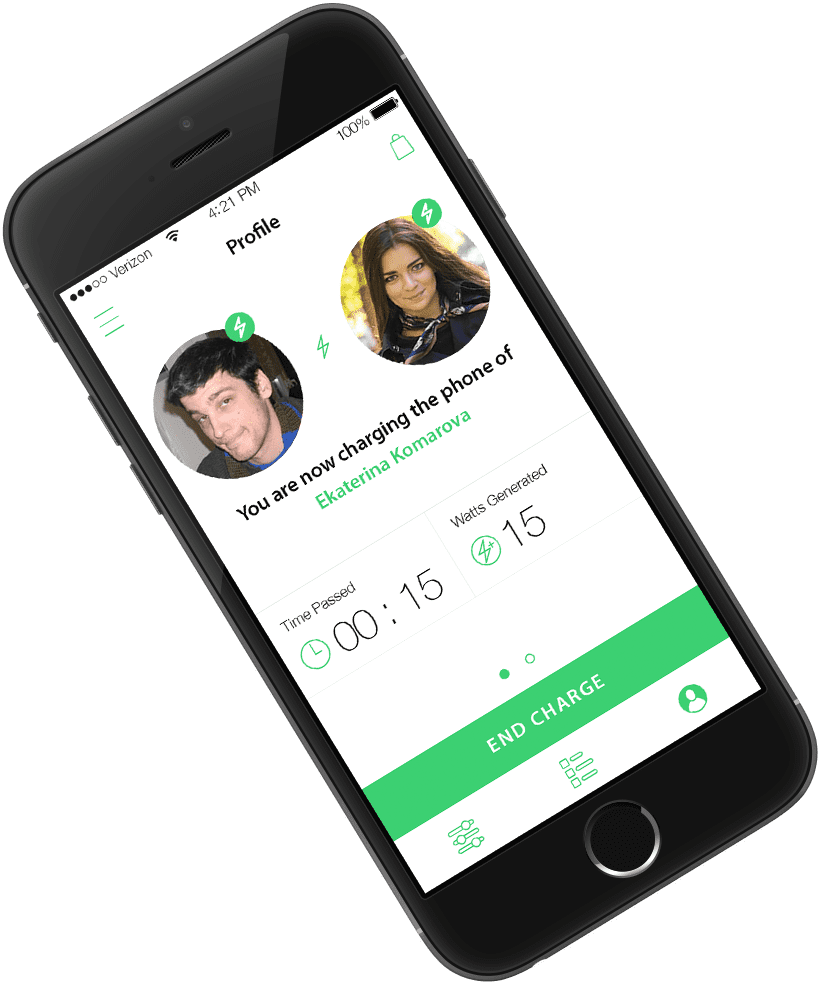 Verizon 4:21 PM 100%
Profile
You are now charging the phone of
Ekaterina Komarova
Time Passed
00 : 15
Watts Generated
15
END CHARGE